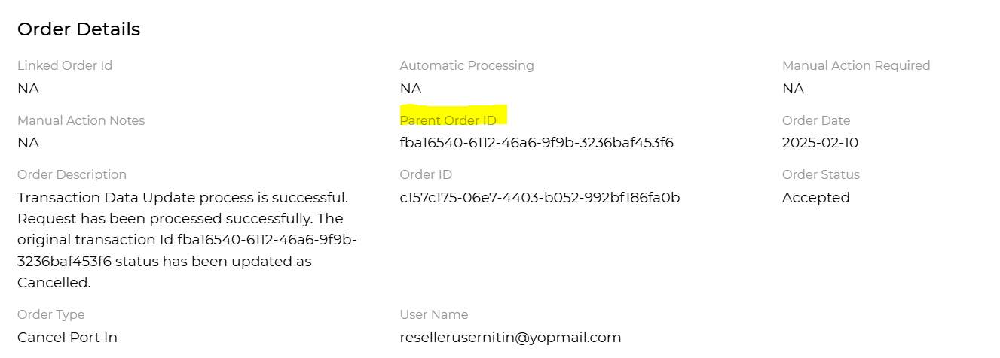 Order Details
Linked Order Id
Automatic Processing
Manual Action Required
NA
NA
NA
Manual Action Notes
Parent Order ID
Order Date
NA
fba16540-6112-46a6-9f9b-3236baf453f6
2025-02-10
Order Description
Order ID
Order Status
Transaction Data Update process is successful.
c157c175-06e7-4403-b052-992bf186fa0b
Accepted
Request has been processed successfully. The
original transaction Id fba16540-6112-46a6-9f9b-
3236baf453f6 status has been updated as
Cancelled.
Order Type
User Name
Cancel Port In
resellerusernitin@yopmail.com